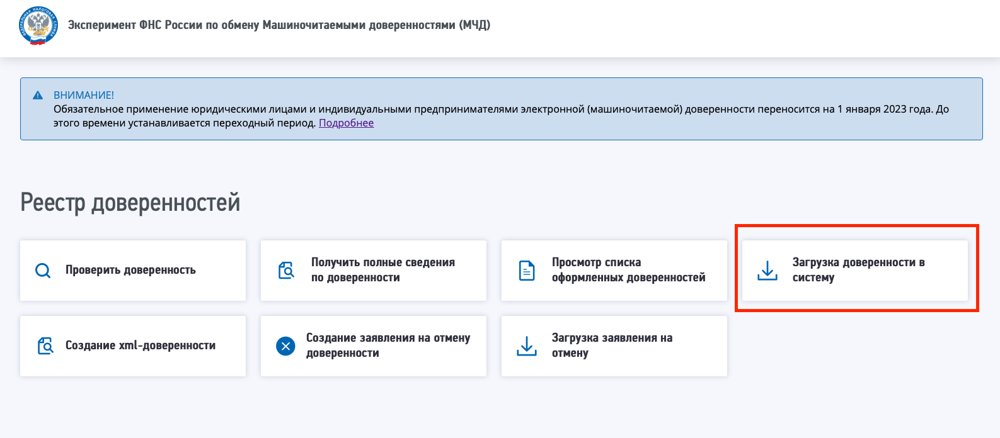 ФЕДЕРАЛЬНАЯ НАЛОГОВАЯ СЛУЖБА
Эксперимент ФНС России по обмену Машиночитаемыми доверенностями (МЧД)
ВНИМАНИЕ!
Обязательное применение юридическими лицами и индивидуальными предпринимателями электронной (машиночитаемой) доверенности переносится на 1 января 2023 года. До
этого времени устанавливается переходный период. Подробнее
Реестр доверенностей
Проверить доверенность
Получить полные сведения
по доверенности
Просмотр списка
оформленных доверенностей
Загрузка доверенности в
систему
Создание xml-доверенности
Создание заявления на отмену
доверенности
Загрузка заявления на
отмену